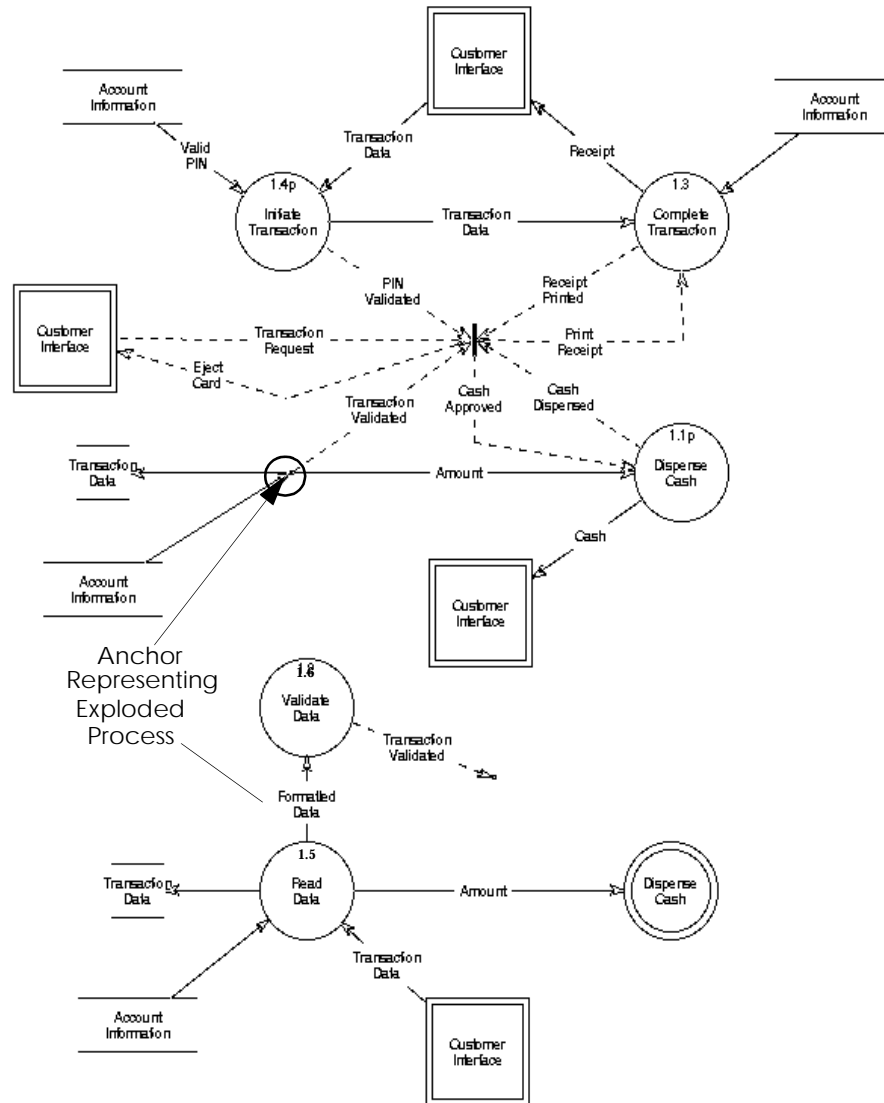 Customer
Interface
Account
Information
Account
Information
Valid
PIN
Transaction
Data
Receipt
1.4p
Initiate
Transaction
Transaction
Data
1.3
Complete
Transaction
PIN
Validated
Receipt
Printed
Customer
Interface
Transaction
Request
Print
Receipt
Eject
Card
Transaction
Validated
Cash
Approved
Cash
Dispensed
1.1p
Dispense
Cash
Transaction
Data
Amount
Cash
Account
Information
Customer
Interface
Anchor
Representing
Exploded
Process
1.6
Validate
Data
Transaction
Validated
Formatted
Data
1.5
Read
Data
Transaction
Data
Amount
Dispense
Cash
Transaction
Data
Account
Information
Customer
Interface